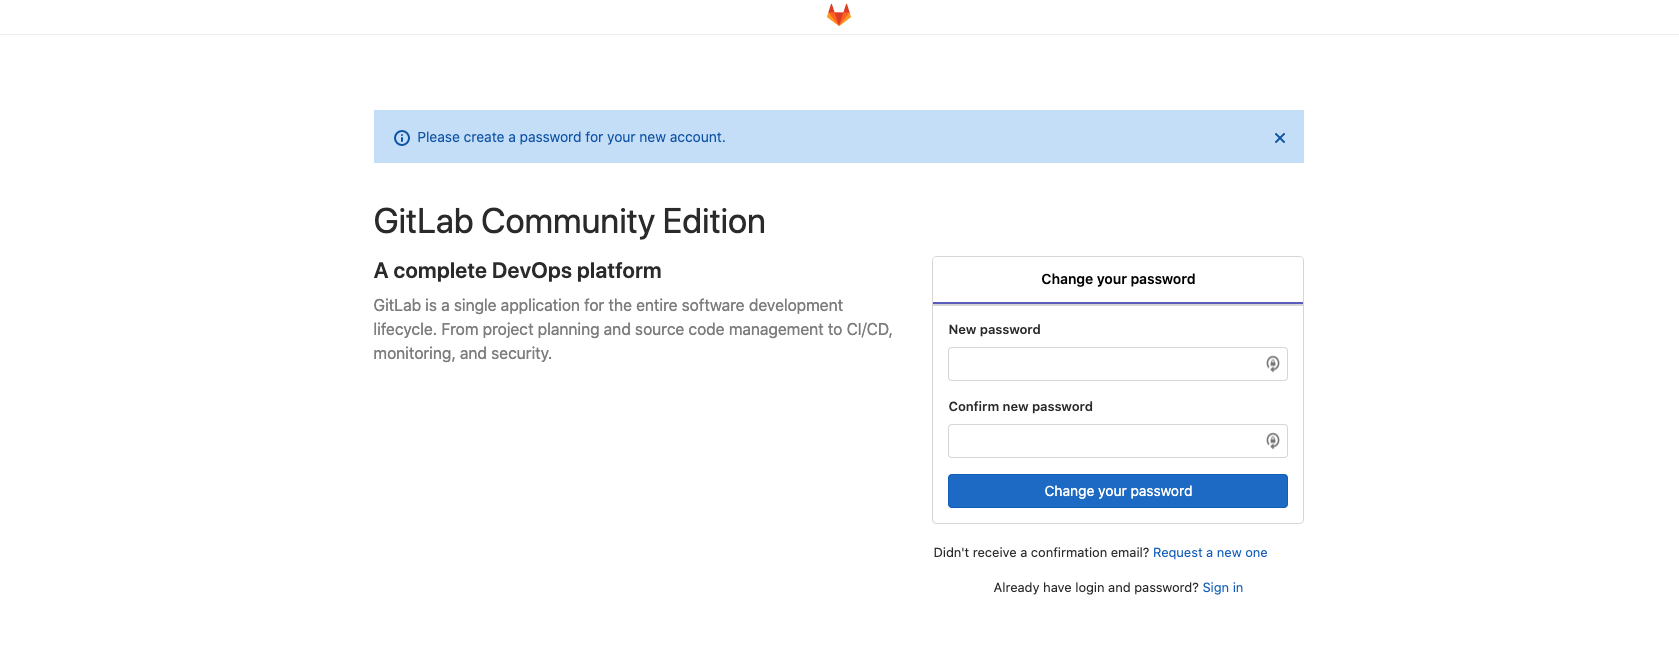 Please create a password for your new account.
GitLab Community Edition
A complete DevOps platform
GitLab is a single application for the entire software development
lifecycle. From project planning and source code management to CI/CD,
monitoring, and security.
Change your password
New password
Confirm new password
Change your password
Didn't receive a confirmation email? Request a new one
Already have login and password? Sign in